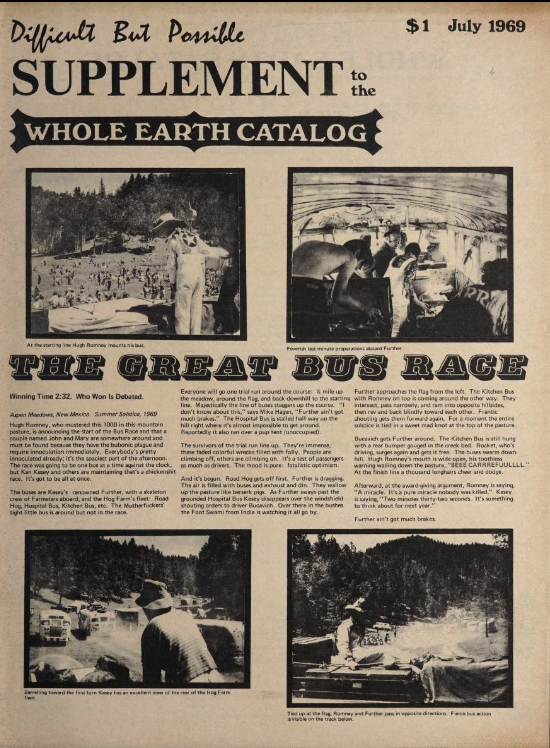 Difficult But Possible
$1 July 1969
SUPPLEMENT to
the
WHOLE EARTH CATALOG
At the starting line Hugh Romney mounts his bus.
Feverish last minute preparations aboard Further.
THE GREAT BUS RACE
Winning Time 2:32. Who Won Is Debated.
Aspen Meadows, New Mexico. Summer Solstice, 1969
Hugh Romney, who mustered this 1000 in this mountain
pasture, is announcing the start of the Bus Race and that a
couple named John and Mary are somewhere around and
must be found because they have the bubonic plague and
require innoculation immediately. Everybody's pretty
innoculated already; it's the speciest part of the afternoon.
The race was going to be one bus at a time against the clock,
but Ken Kesey and others are maintaining that's a chickenshit
race. It's got to be all at once.
The buses are Kesey's renowned Further, with a skeleton
crew of Farmers aboard, and the Hog Farm's fleet: Road
Hog, Hospital Bus, Kitchen Bus, etc. The Mutherfuckers'
tight little bus is around but not in the race.
Everyone will go one trial run around the course: ¼ mile up
the meadow, around the flag, and back downhill to the starting
line. Majestically the line of buses staggers up the course. "I
don't know about this," says Mike Hagen, "Further ain't got
much brakes." The Hospital Bus is stalled half way up the
hill right where it's almost impossible to get around.
(Reportedly it also ran over a pup tent (unoccupied).
The survivors of the trial run line up. They're immense,
these faded colorful wrecks filled with folly. People are
climbing off, others are climbing on. It's a test of passengers
as much as drivers. The mood is pure: fatalistic optimism.
And it's begun. Road Hog gets off first. Further is dragging.
The air is filled with buses and exhaust and din. They wallow
up the pasture like berserk pigs. As Further sways past the
grounded Hospital Bus Kesey disappears over the windshield
shouting orders to driver Butavich. Over there in the bushes
the Foot Swami from India is watching it all go by.
Further approaches the flag from the left. The Kitchen Bus
with Romney on top is coming around the other way. They
intersect, pass narrowly, and ram into opposite hillsides,
then rev and back blindly toward each other. Frantic
shouting gets them forward again. For a moment the entire
solstice is tied in a sweet mad knot at the top of the pasture.
gets Further around. The Kitchen Bus is still hung
with a rear bumper gouged in the creek bed. Rocket, who's
driving, surges again and gets it free. The buses swarm down-
hill. Hugh Romney's mouth is wide open, his toothless
warning wailing down the pasture, "BEEE CARRREFUULLLL."
At the finish line a thousand longhairs cheer and dodge.
Afterward, at the award-giving argument, Romney is saying,
"A miracle. It's a pure miracle nobody was killed." Kesey
is saying, "Two minutes thirty-two seconds. It's something
to think about for next year."
Further ain't got much brakes.
Barrelling toward the first turn Kesey has an excellent view of the rear of the Hog Farm
fleet.
Tied up at the flag, Romney and Further pass in opposite directions. Fierce bus action
is visible on the track below.